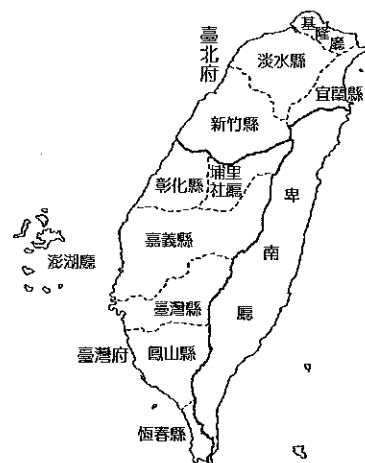 基隆廳
臺北府
淡水縣
宜蘭縣
新竹縣
埔里
社廳
彰化縣
卑南廳
嘉義縣
澎湖廳
臺灣縣
臺灣府
鳳山縣
恆春縣